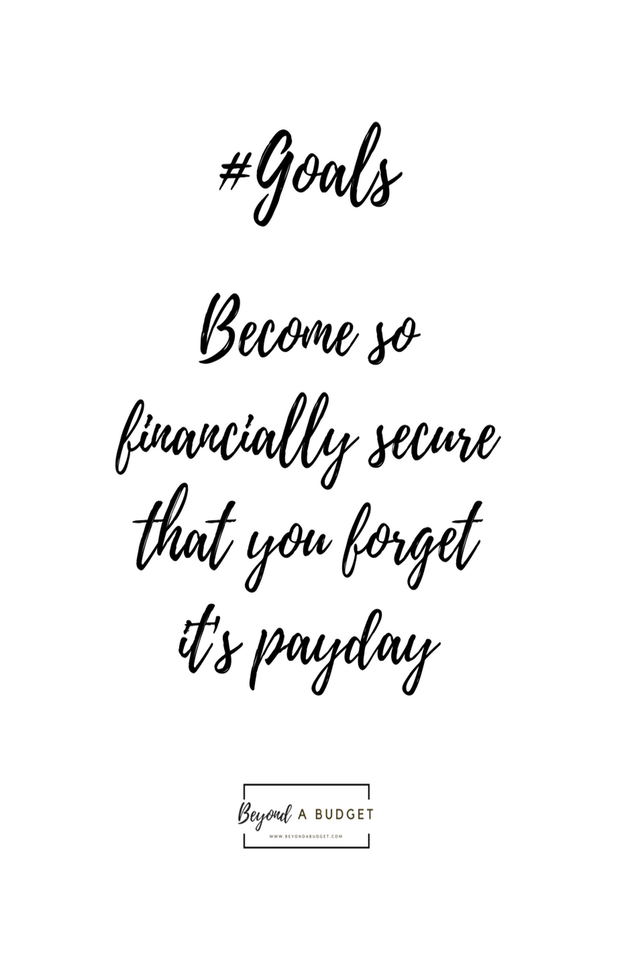 #Goals
Become so
financially secure
that you forget
it's payday
Beyond A BUDGET
WWW.BEYONDABUDGET.COM